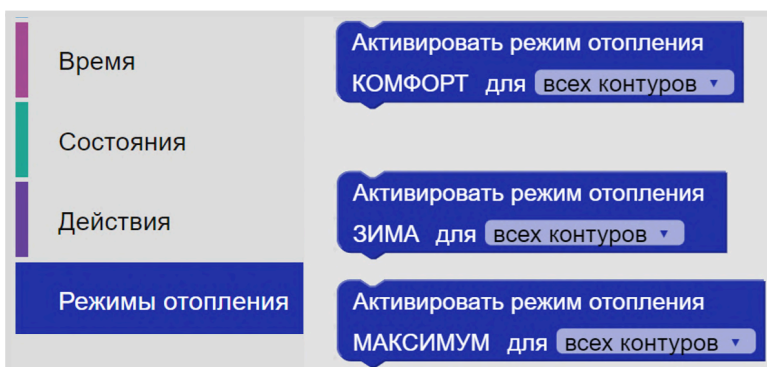 Время
Состояния
Действия
Режимы отопления
Активировать режим отопления
КОМФОРТ для всех контуров
Активировать режим отопления
ЗИМА для всех контуров
Активировать режим отопления
МАКСИМУМ для всех контуров